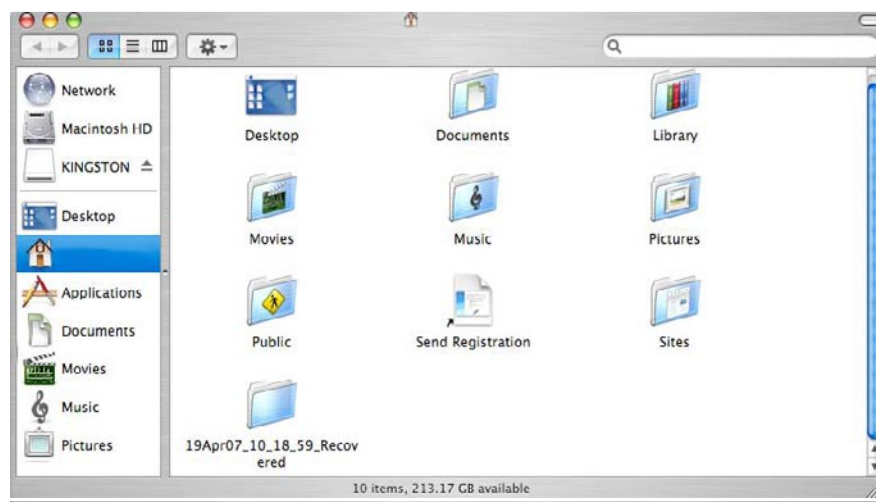 Network
Macintosh HD
KINGSTON
Desktop
Applications
Documents
Movies
Music
Pictures
Desktop
Documents
Library
Movies
Music
Pictures
Public
Send Registration
Sites
19Apr07_10_18_59_Recov
ered
10 items, 213.17 GB available